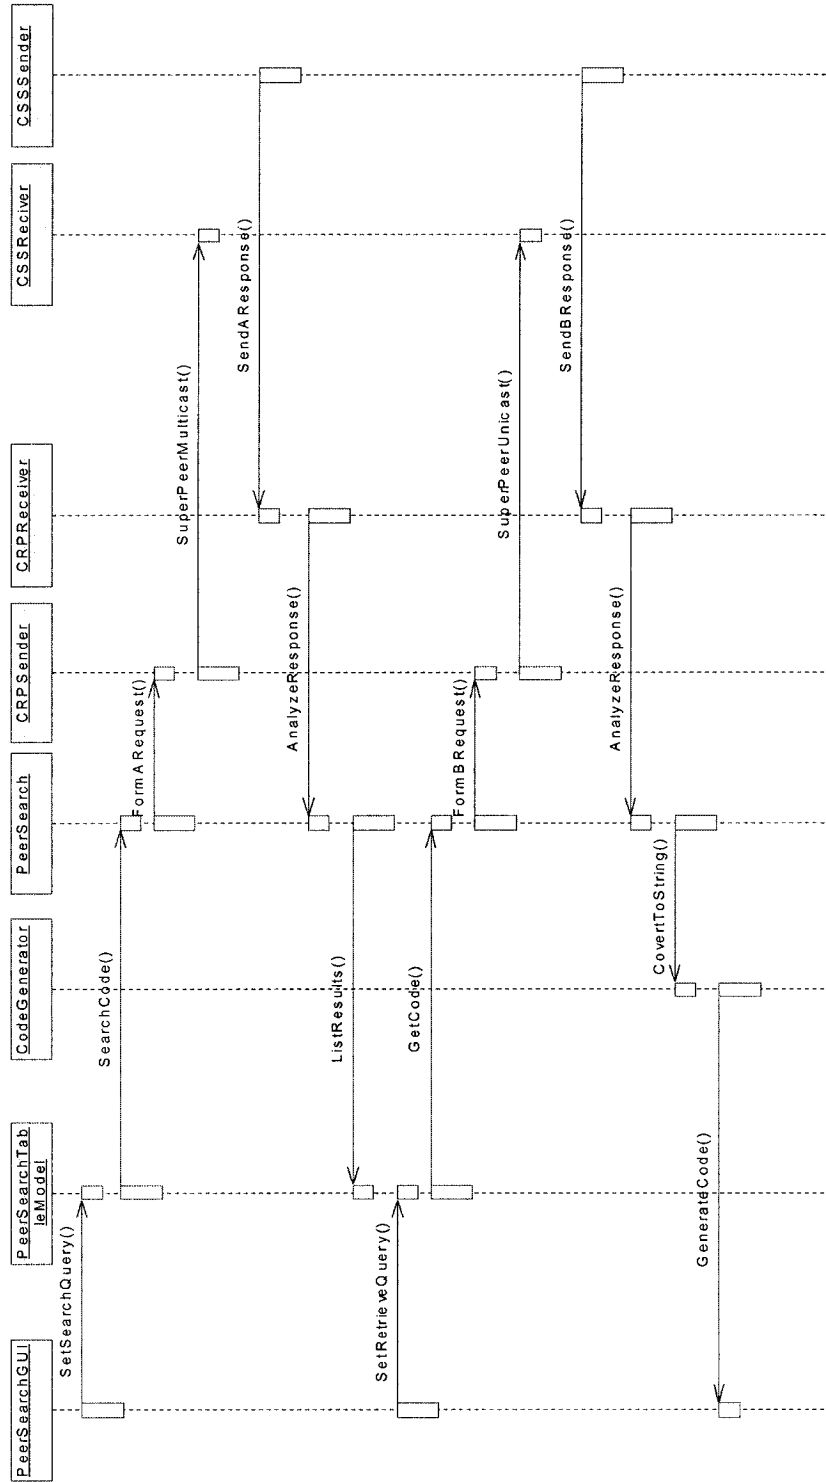 PeerSearchGUI
PeerSearchTab
leModel
CodeGenerator
PeerSearch
CRPSender
CRPReceiver
CSSReciver
CSSSender
SetSearchQuery()
SearchCode()
FormARequest()
SuperPeerMulticast()
SendAResponse()
AnalyzeResponse()
ListResults()
SetRetrieveQuery()
GetCode()
FormBRequest()
SuperPeerUnicast()
SendBResponse()
AnalyzeResponse()
CovertToString()
GenerateCode()